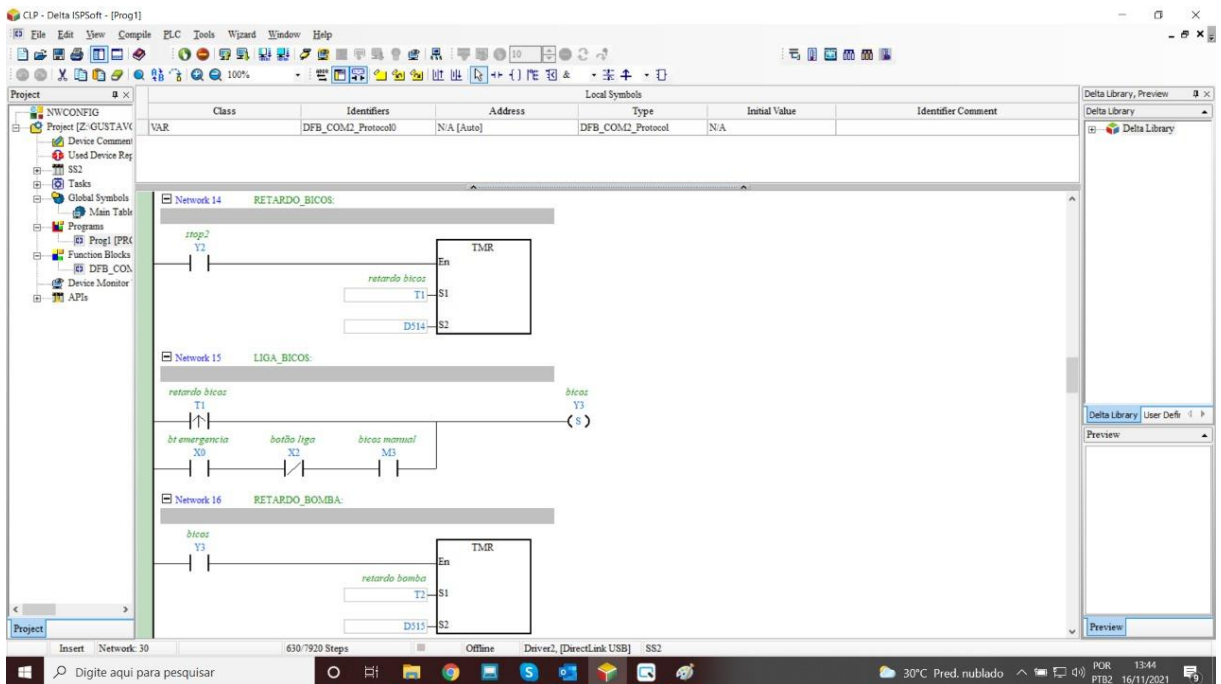 CLP - Delta ISPSoft - [Prog1]
File Edit View Compile PLC Tools Wizard Window Help
10
100%
Project
Local Symbols
Delta Library, Preview
NWCONFIG
Class Identifiers Address Type Initial Value Identifier Comment
Delta Library
Project [Z:\GUSTAVO
VAR DFB_COM2_Protocol0 N/A [Auto] DFB_COM2_Protocol N/A
Delta Library
Device Comment
Used Device Rep
SS2
Tasks
Global Symbols
Main Table
Programs
Prog1 [PRO
Function Blocks
DFB_COM
Device Monitor
APIs
Network 14 RETARDO_BICOS:
stop2
Y2
TMR
En
retardo bicos
T1 S1
D514 S2
Network 15 LIGA_BICOS:
retardo bicos
T1
bicos
Y3
S
bt emergencia botão liga bicos manual
X0 X2 M3
Network 16 RETARDO_BOMBA:
bicos
Y3
TMR
En
retardo bomba
T2 S1
D515 S2
Delta Library User Defi
Preview
Project
Preview
Insert Network: 30 630/7920 Steps Offline Driver2, [DirectLink USB] SS2
Digite aqui para pesquisar
30°C Pred. nublado
POR
PTB2
13:44
16/11/2021